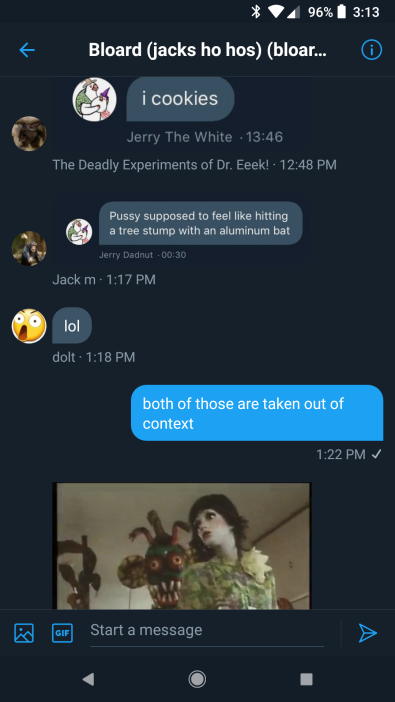 96% 3:13
Bloard (jacks ho hos) (bloar...
i cookies
Jerry The White · 13:46
The Deadly Experiments of Dr. Eeek! · 12:48 PM
Pussy supposed to feel like hitting
a tree stump with an aluminum bat
Jerry Dadnut · 00:30
Jack m · 1:17 PM
lol
dolt · 1:18 PM
both of those are taken out of
context
1:22 PM
GIF
Start a message